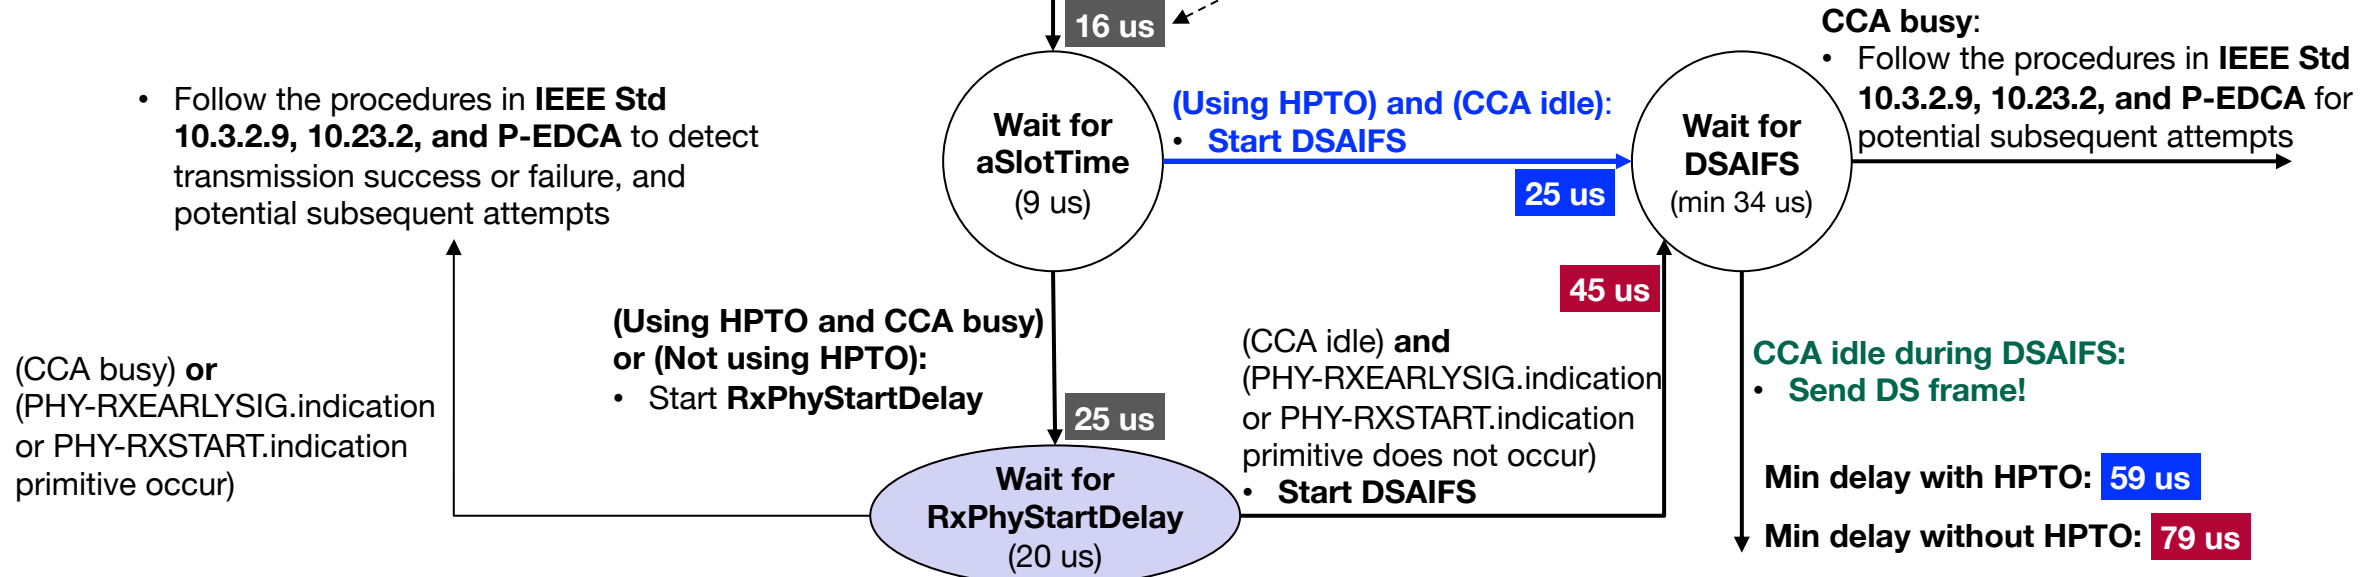 16 us
CCA busy:
• Follow the procedures in IEEE Std
10.3.2.9, 10.23.2, and P-EDCA for
potential subsequent attempts
• Follow the procedures in IEEE Std
10.3.2.9, 10.23.2, and P-EDCA to detect
transmission success or failure, and
potential subsequent attempts
Wait for
aSlotTime
(9 us)
(Using HPTO) and (CCA idle):
• Start DSAIFS
25 us
Wait for
DSAIFS
(min 34 us)
45 us
(Using HPTO and CCA busy)
or (Not using HPTO):
• Start RxPhyStartDelay
25 us
(CCA busy) or
(PHY-RXEARLYSIG.indication
or PHY-RXSTART.indication
primitive occur)
(CCA idle) and
(PHY-RXEARLYSIG.indication
or PHY-RXSTART.indication
primitive does not occur)
• Start DSAIFS
CCA idle during DSAIFS:
• Send DS frame!
Wait for
RxPhyStartDelay
(20 us)
Min delay with HPTO: 59 us
Min delay without HPTO: 79 us